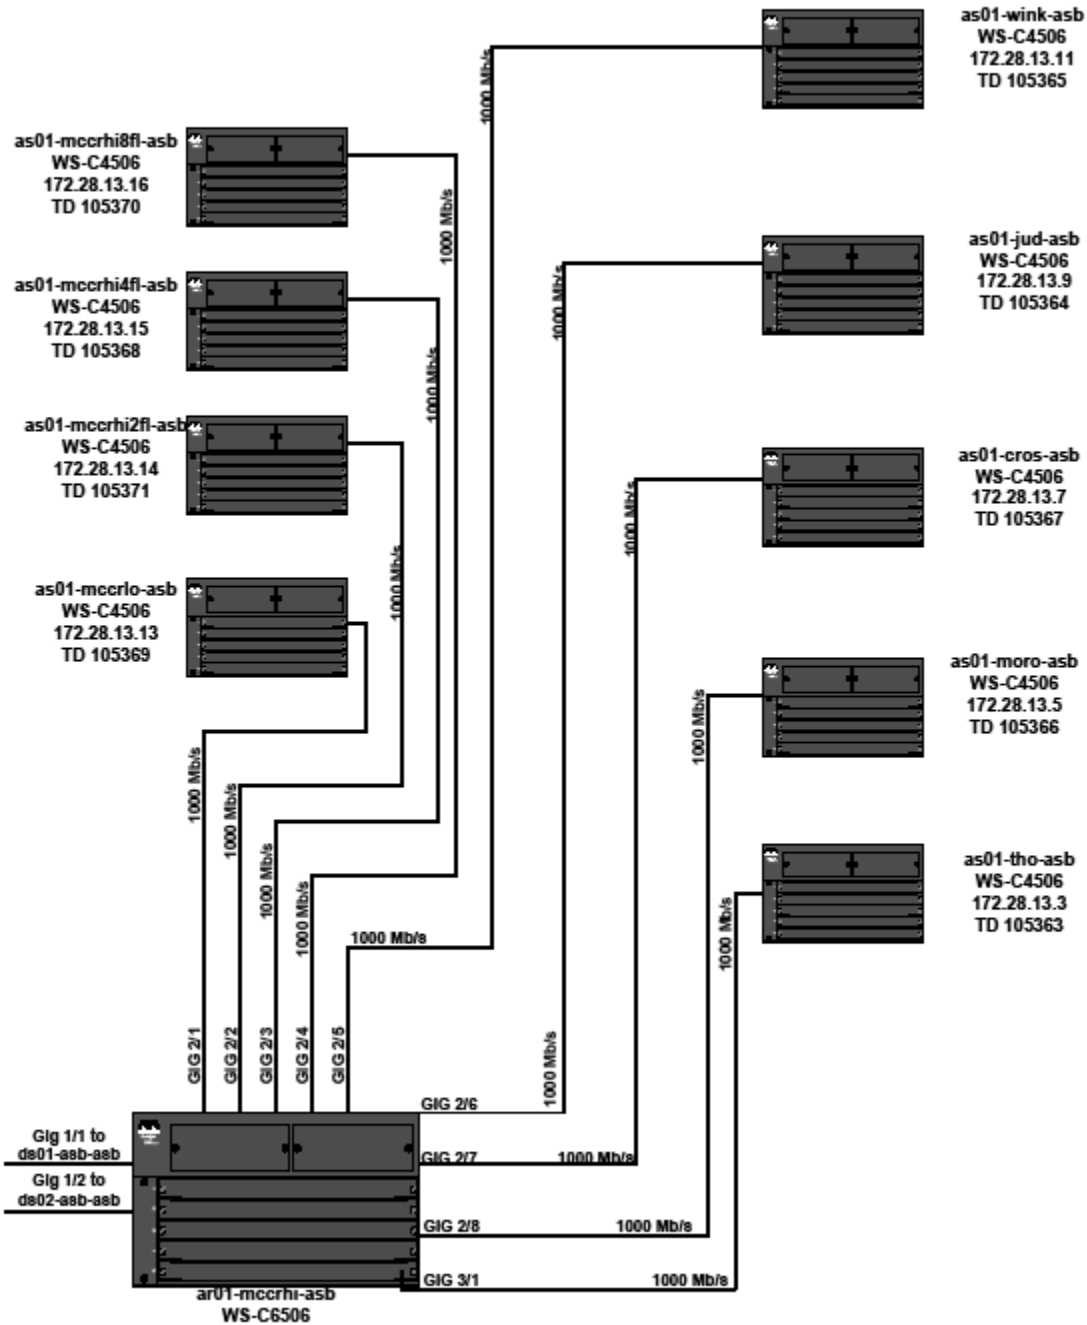 as01-wink-asb
WS-C4506
172.28.13.11
TD 105365
1000 Mb/s
as01-mccrhi8fl-asb
WS-C4506
172.28.13.16
TD 105370
1000 Mb/s
as01-jud-asb
WS-C4506
172.28.13.9
TD 105364
1000 Mb/s
as01-mccrhi4fl-asb
WS-C4506
172.28.13.15
TD 105368
1000 Mb/s
as01-mccrhi2fl-asb
WS-C4506
172.28.13.14
TD 105371
1000 Mb/s
as01-cros-asb
WS-C4506
172.28.13.7
TD 105367
1000 Mb/s
as01-mccrlo-asb
WS-C4506
172.28.13.13
TD 105369
as01-moro-asb
WS-C4506
172.28.13.5
TD 105366
1000 Mb/s
1000 Mb/s
1000 Mb/s
1000 Mb/s
1000 Mb/s
1000 Mb/s
as01-tho-asb
WS-C4506
172.28.13.3
TD 105363
1000 Mb/s
GIG 2/1
GIG 2/2
GIG 2/3
GIG 2/4
GIG 2/5
GIG 2/6
1000 Mb/s
Gig 1/1 to
ds01-asb-asb
GIG 2/7
1000 Mb/s
Gig 1/2 to
ds02-asb-asb
GIG 2/8
1000 Mb/s
GIG 3/1
1000 Mb/s
ar01-mccrhi-asb
WS-C6506